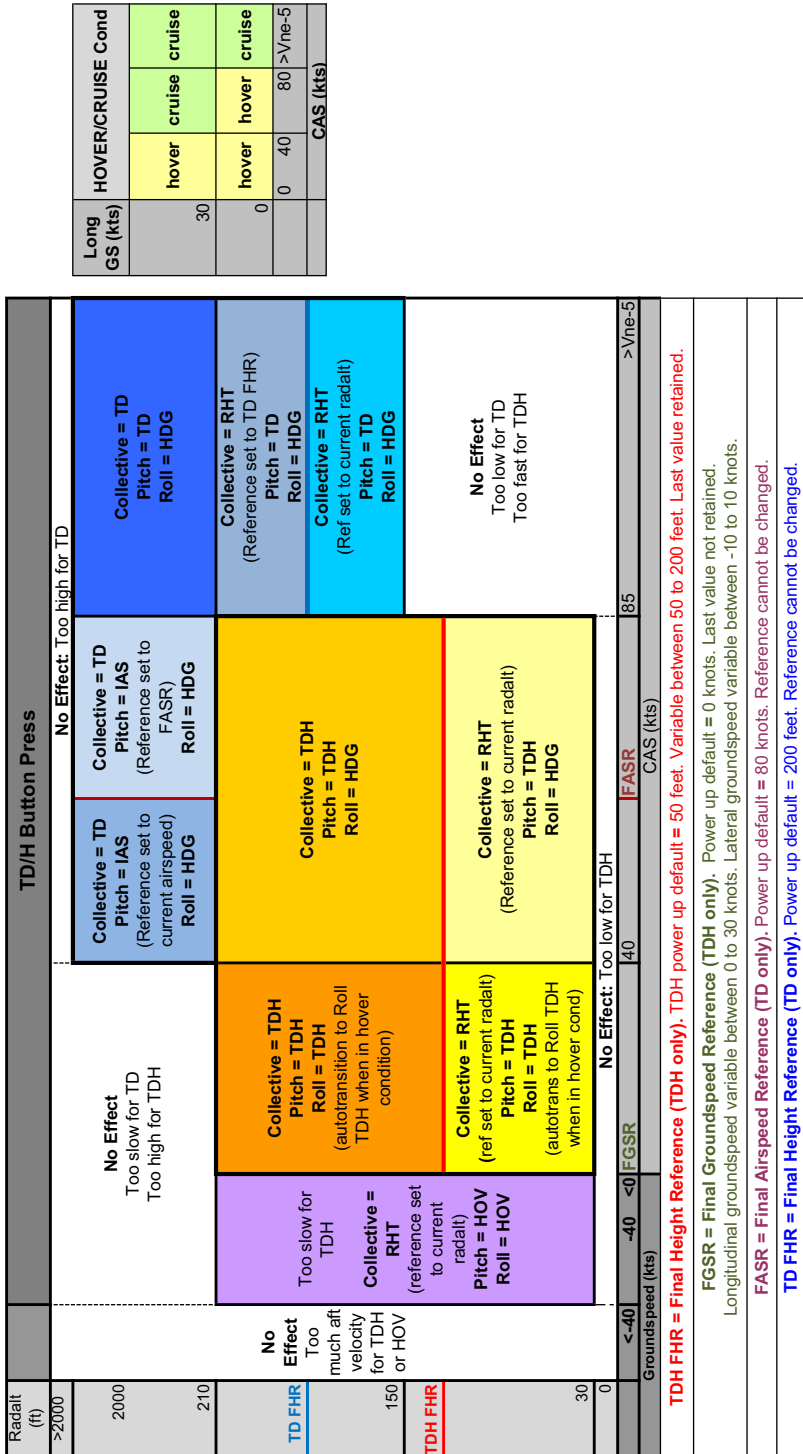 TD/H Button Press
Radalt
(ft)
>2000
2000
210
TD FHR
150
TDH FHR
30
0
No Effect: Too high for TD
No Effect
Too slow for TD
Too high for TDH
Collective = TD
Pitch = IAS
(Reference set to
current airspeed)
Roll = HDG
Collective = TD
Pitch = IAS
(Reference set to
FASR)
Roll = HDG
Collective = TD
Pitch = TD
Roll = HDG
No
Effect
Too
much aft
velocity
for TDH
or HOV
Too slow for
TDH
Collective =
RHT
(reference set
to current
radalt)
Pitch = HOV
Roll = HOV
Collective = TDH
Pitch = TDH
Roll = TDH
(autotransition to Roll
TDH when in hover
condition)
Collective = TDH
Pitch = TDH
Roll = HDG
Collective = RHT
(Reference set to TD FHR)
Pitch = TD
Roll = HDG
Collective = RHT
(Ref set to current radalt)
Pitch = TD
Roll = HDG
Collective = RHT
(ref set to current radalt)
Pitch = TDH
Roll = TDH
(autotrans to Roll TDH
when in hover cond)
Collective = RHT
(Reference set to current radalt)
Pitch = TDH
Roll = HDG
No Effect
Too low for TD
Too fast for TDH
No Effect: Too low for TDH
<-40 -40 <0 FGSR 40 FASR 85 >Vne-5
Groundspeed (kts) CAS (kts)
TDH FHR = Final Height Reference (TDH only). TDH power up default = 50 feet. Variable between 50 to 200 feet. Last value retained.
FGSR = Final Groundspeed Reference (TDH only). Power up default = 0 knots. Last value not retained.
Longitudinal groundspeed variable between 0 to 30 knots. Lateral groundspeed variable between -10 to 10 knots.
FASR = Final Airspeed Reference (TD only). Power up default = 80 knots. Reference cannot be changed.
TD FHR = Final Height Reference (TD only). Power up default = 200 feet. Reference cannot be changed.
Long
GS (kts)
HOVER/CRUISE Cond
30
hover cruise cruise
0
hover hover cruise
0 40 80 >Vne-5
CAS (kts)